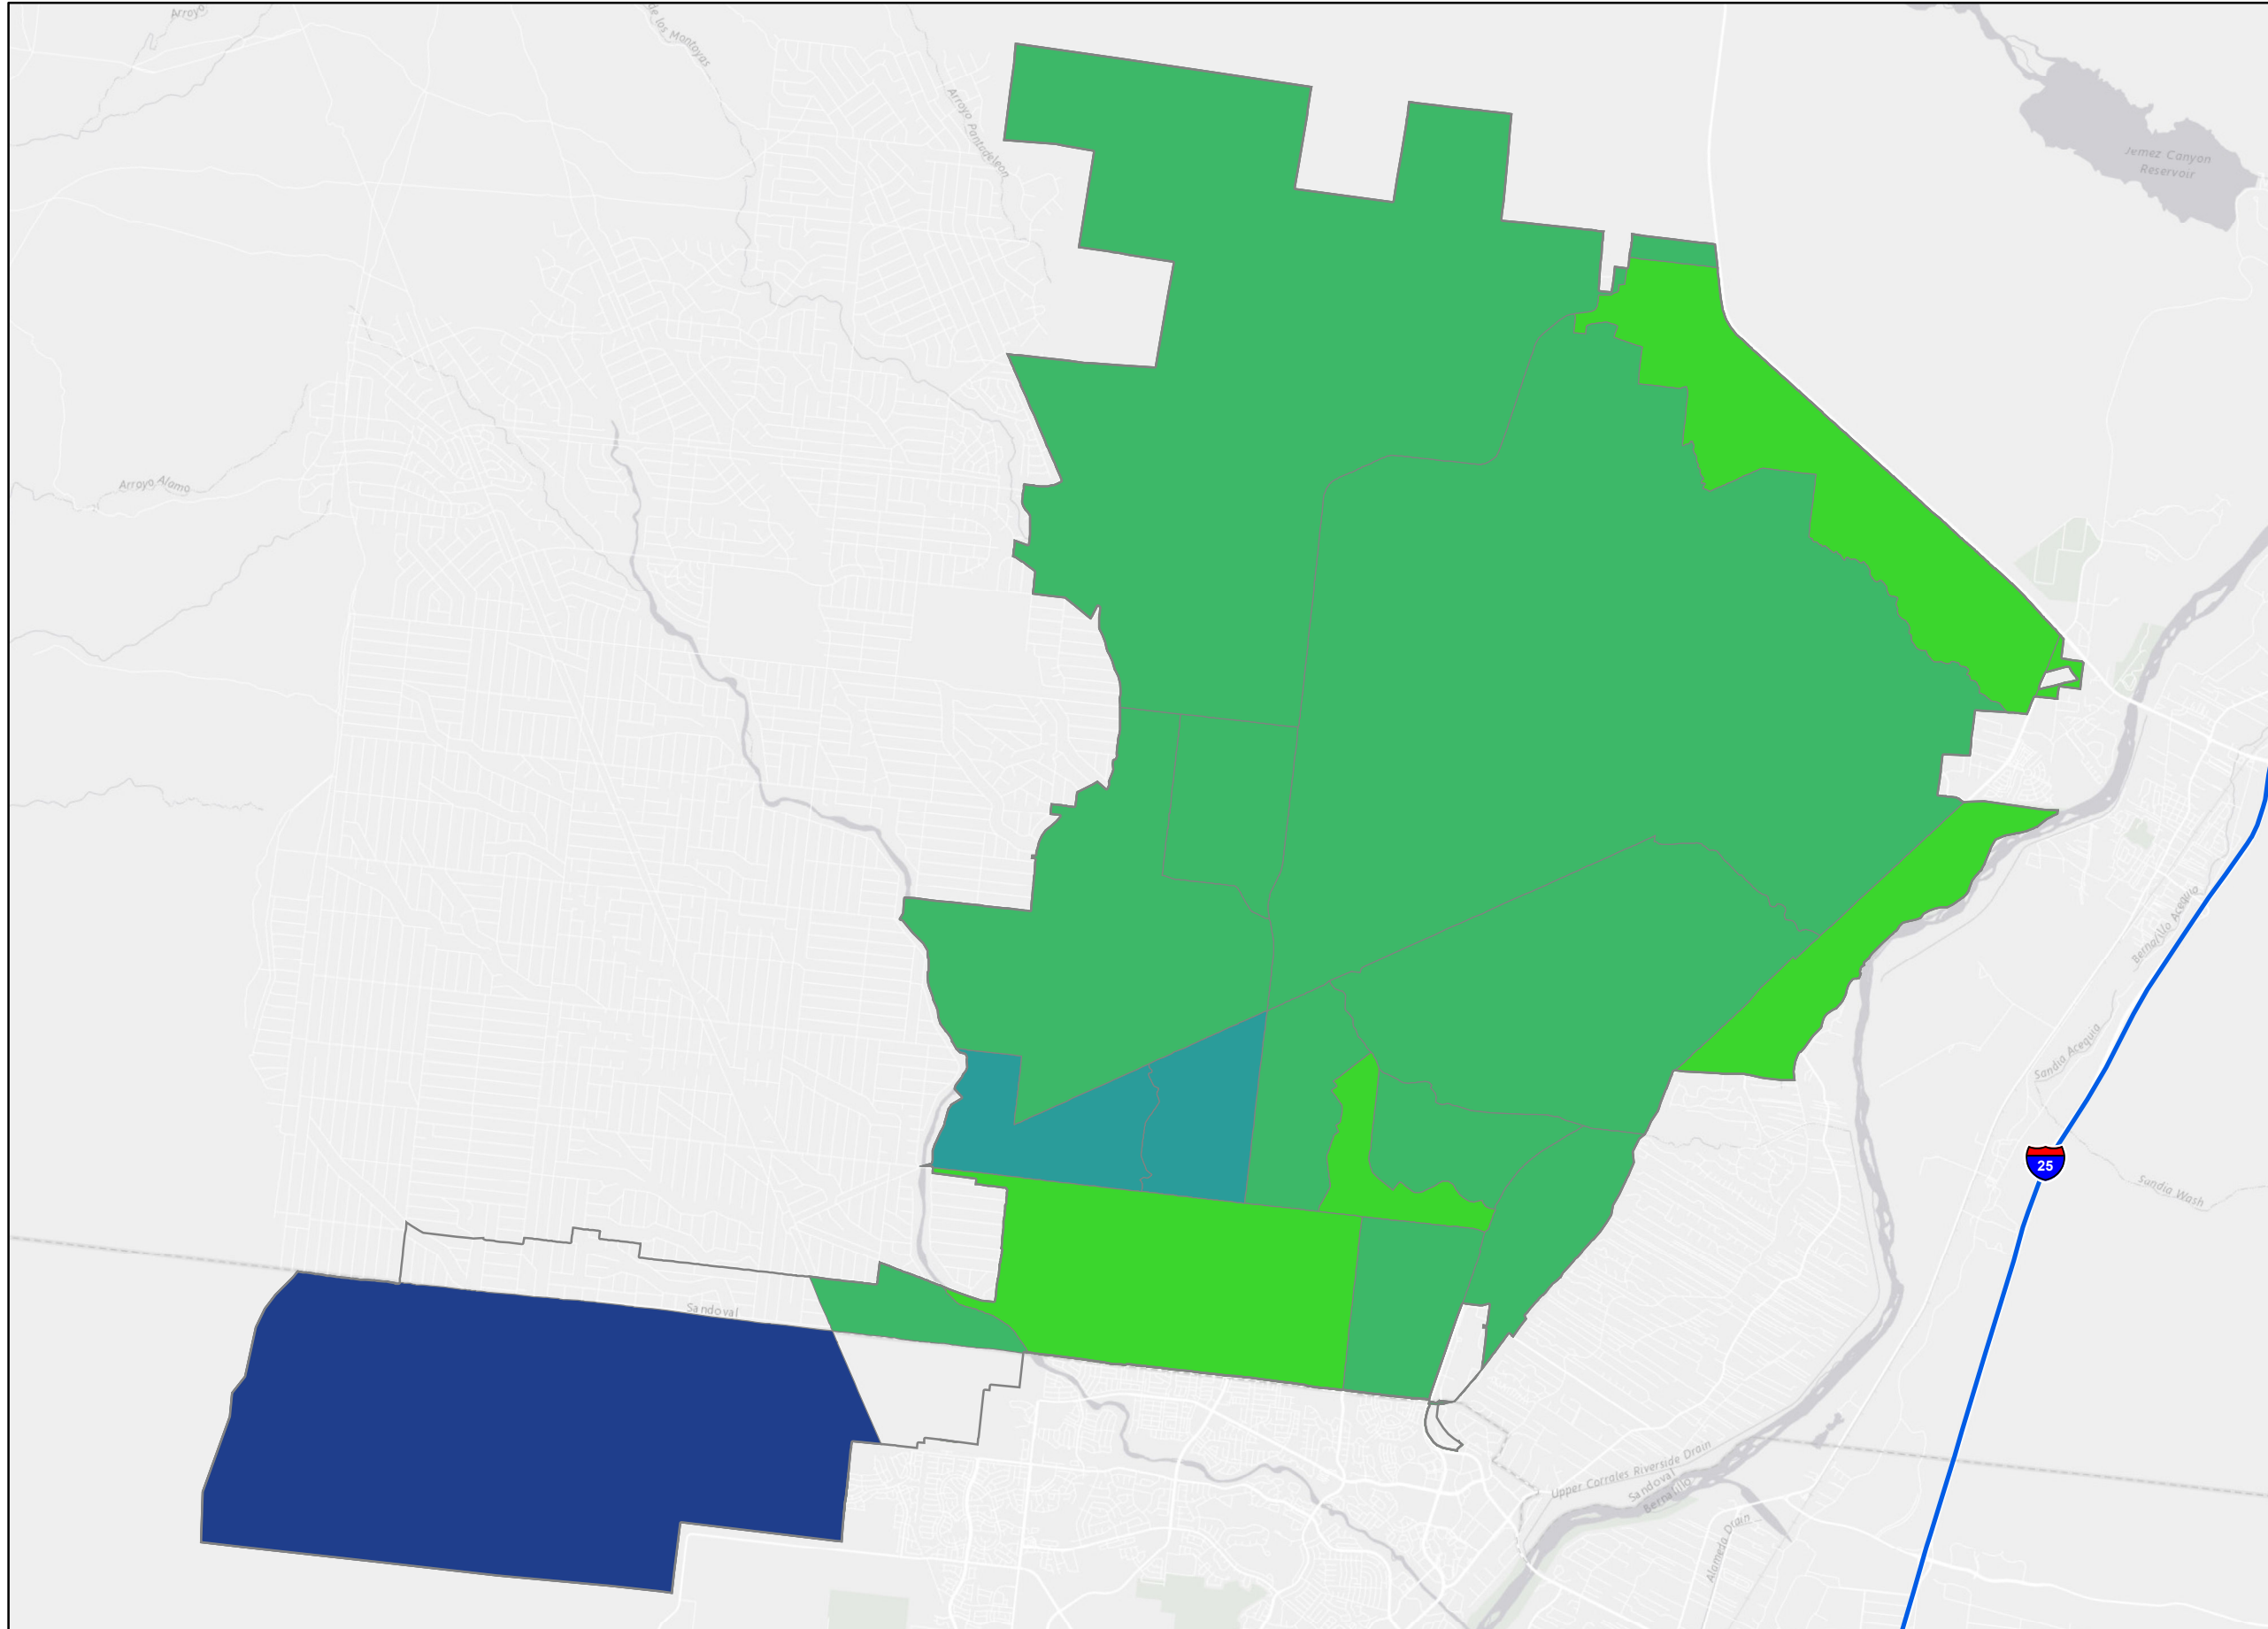 Arroyo
de los Montoyas
Arroyo Pantadeleon
Jemez Canyon
Reservoir
Arroyo Alamo
Bernalillo Acequia
Sandia Acequia
25
Sundia Wash
Sandoval
Upper Corrales Riverside Drain
Sandoval
Bernalillo
Alameda Drain